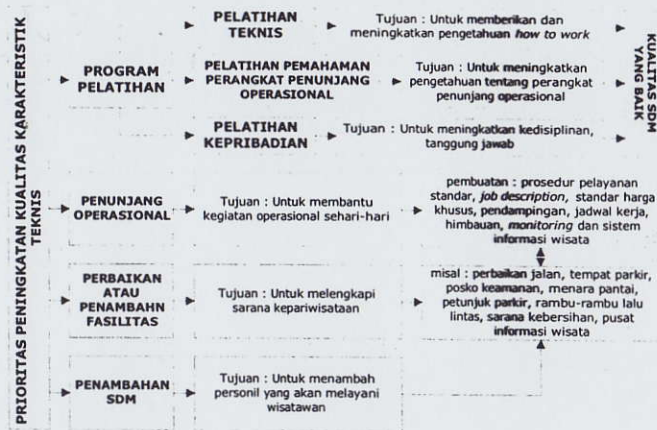 PRIORITAS PENINGKATAN KUALITAS KARAKTERISTIK
TEKNIS
PROGRAM
PELATIHAN
PELATIHAN
TEKNIS
Tujuan : Untuk memberikan dan
meningkatkan pengetahuan how to work
PELATIHAN PEMAHAMAN
PERANGKAT PENUNJANG
OPERASIONAL
Tujuan : Untuk meningkatkan
pengetahuan tentang perangkat
penunjang operasional
PELATIHAN
KEPRIBADIAN
Tujuan : Untuk meningkatkan kedisiplinan,
tanggung jawab
KUALITAS SDM
YANG BAIK
PENUNJANG
OPERASIONAL
Tujuan : Untuk membantu
kegiatan operasional sehari-hari
pembuatan : prosedur pelayanan
standar, job description, standar harga
khusus, pendampingan, jadwal kerja,
himbauan, monitoring dan sistem
informasi wisata
PERBAIKAN
ATAU
PENAMBAHN
FASILITAS
Tujuan : Untuk melengkapi
sarana kepariwisataan
misal : perbaikan jalan, tempat parkir,
posko keamanan, menara pantai,
petunjuk parkir, rambu-rambu lalu
lintas, sarana kebersihan, pusat
informasi wisata
PENAMBAHAN
SDM
Tujuan : Untuk menambah
personil yang akan melayani
wisatawan